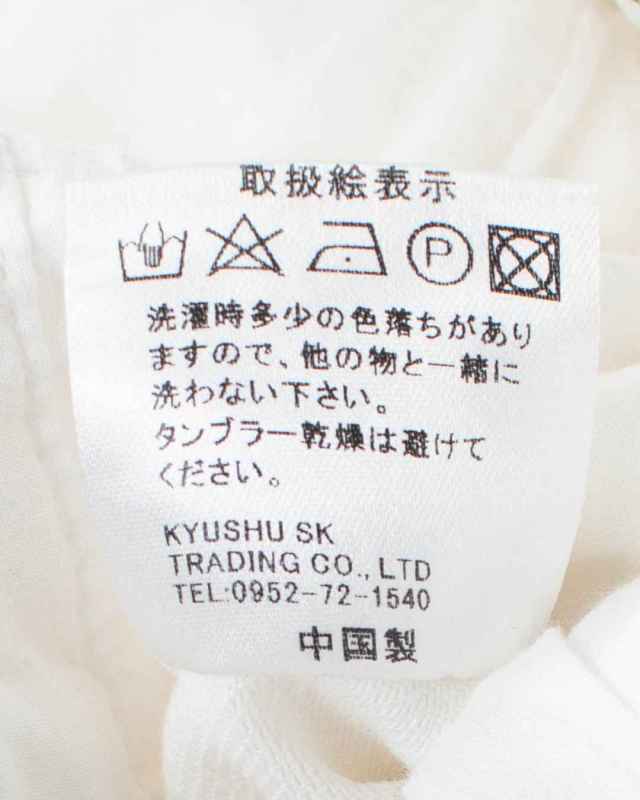 取扱絵表示
P
洗濯時多少の色落ちがあり
ますので、他の物と一緒に
洗わない下さい。
タンブラー乾燥は避けて
ください。
KYUSHU SK
TRADING CO., LTD
TEL:0952-72-1540
中国製